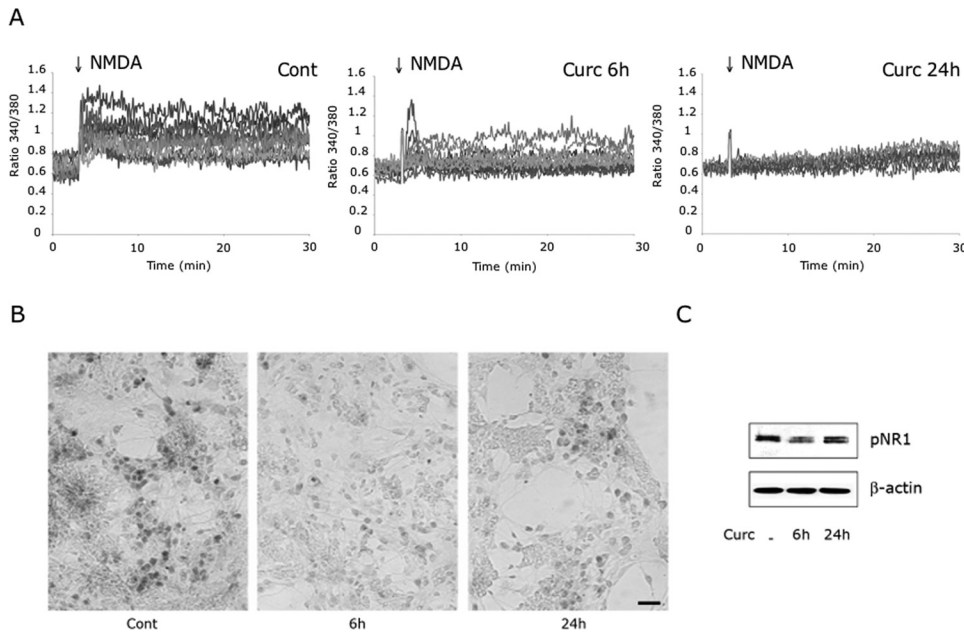 A
↓ NMDA
Cont
Ratio 340/380
1.6
1.4
1.2
1
0.8
0.6
0.4
0.2
0
0 10 20 30
Time (min)
↓ NMDA
Curc 6h
Ratio 340/380
1.6
1.4
1.2
1
0.8
0.6
0.4
0.2
0
0 10 20 30
Time (min)
↓ NMDA
Curc 24h
Ratio 340/380
1.6
1.4
1.2
1
0.8
0.6
0.4
0.2
0
0 10 20 30
Time (min)
B
Cont 6h 24h
C
pNR1
β-actin
Curc - 6h 24h